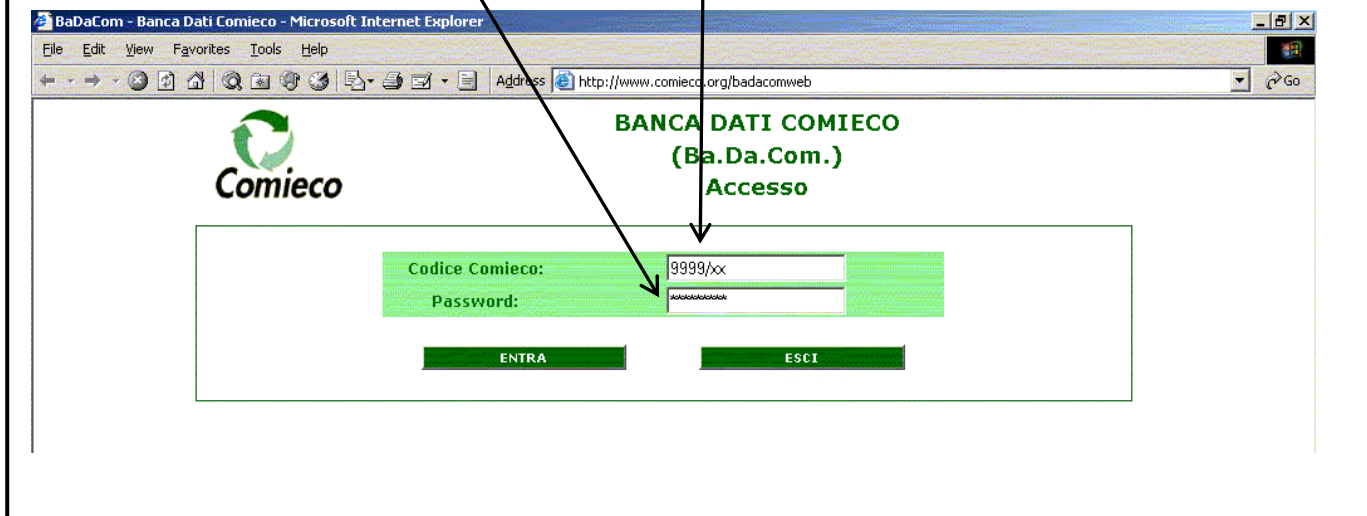 BaDaCom - Banca Dati Comieco - Microsoft Internet Explorer
File Edit View Favorites Tools Help
Address http://www.comieco.org/badacomweb Go
BANCA DATI COMIECO
(Ba.Da.Com.)
Accesso
Comieco
Codice Comieco: 9999/xx
Password: **********
ENTRA ESCI